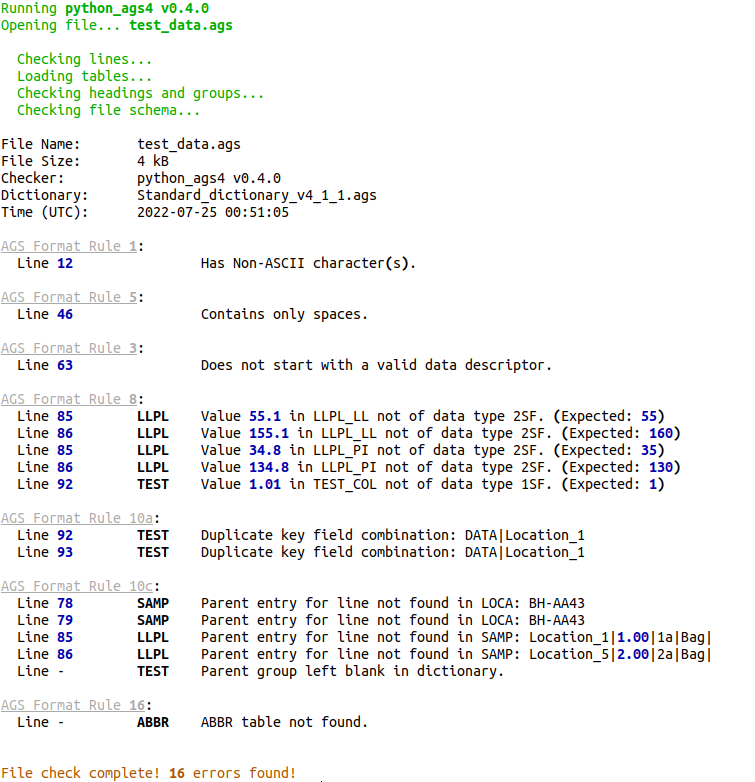 Running python_ags4 v0.4.0
Opening file... test_data.ags
Checking lines...
Loading tables...
Checking headings and groups...
Checking file schema...
File Name: test_data.ags
File Size: 4 kB
Checker: python_ags4 v0.4.0
Dictionary: Standard_dictionary_v4_1_1.ags
Time (UTC): 2022-07-25 00:51:05
AGS Format Rule 1:
Line 12 Has Non-ASCII character(s).
AGS Format Rule 5:
Line 46 Contains only spaces.
AGS Format Rule 3:
Line 63 Does not start with a valid data descriptor.
AGS Format Rule 8:
Line 85 LLPL Value 55.1 in LLPL_LL not of data type 2SF. (Expected: 55)
Line 86 LLPL Value 155.1 in LLPL_LL not of data type 2SF. (Expected: 160)
Line 85 LLPL Value 34.8 in LLPL_PI not of data type 2SF. (Expected: 35)
Line 86 LLPL Value 134.8 in LLPL_PI not of data type 2SF. (Expected: 130)
Line 92 TEST Value 1.01 in TEST_COL not of data type 1SF. (Expected: 1)
AGS Format Rule 10a:
Line 92 TEST Duplicate key field combination: DATA|Location_1
Line 93 TEST Duplicate key field combination: DATA|Location_1
AGS Format Rule 10c:
Line 78 SAMP Parent entry for line not found in LOCA: BH-AA43
Line 79 SAMP Parent entry for line not found in LOCA: BH-AA43
Line 85 LLPL Parent entry for line not found in SAMP: Location_1|1.00|1a|Bag|
Line 86 LLPL Parent entry for line not found in SAMP: Location_5|2.00|2a|Bag|
Line - TEST Parent group left blank in dictionary.
AGS Format Rule 16:
Line - ABBR ABBR table not found.
File check complete! 16 errors found!